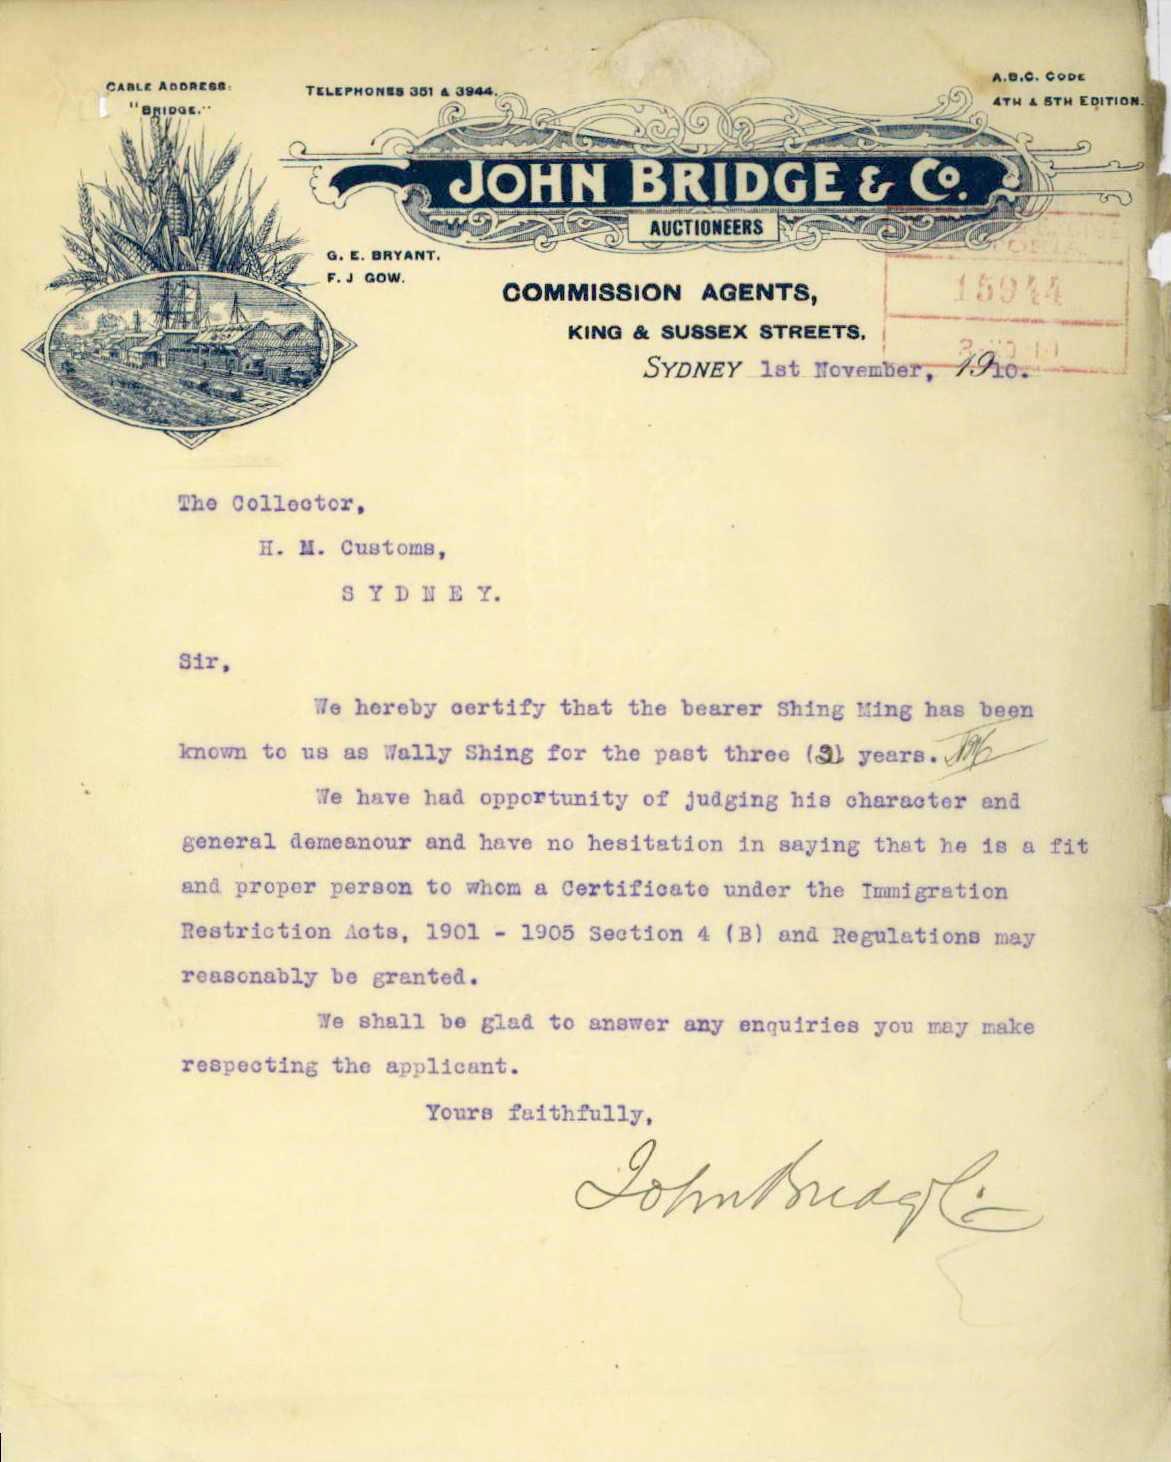 CABLE ADDRESS:
"BRIDGE."
TELEPHONES 351 & 3944.
A.B.C. CODE
4TH & 5TH EDITION.
JOHN BRIDGE & Co.
AUCTIONEERS
G. E. BRYANT.
F. J GOW.
COMMISSION AGENTS,
KING & SUSSEX STREETS.
15944
SYDNEY 1st November, 1910.
The Collector,
H. M. Customs,
SYDNEY.
Sir,
We hereby certify that the bearer Shing Ming has been
known to us as Wally Shing for the past three (3) years.
We have had opportunity of judging his character and
general demeanour and have no hesitation in saying that he is a fit
and proper person to whom a Certificate under the Immigration
Restriction Acts, 1901 - 1905 Section 4 (B) and Regulations may
reasonably be granted.
We shall be glad to answer any enquiries you may make
respecting the applicant.
Yours faithfully,
John Bridge Co